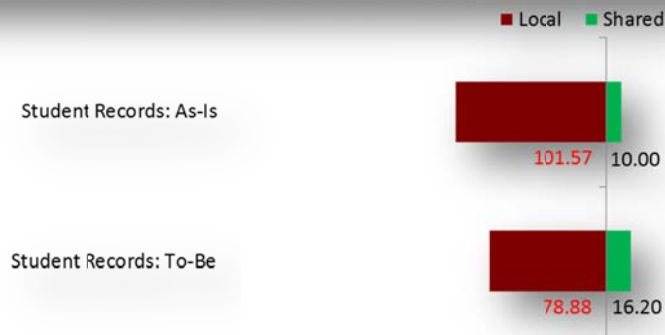 Local Shared
Student Records: As-Is
101.57 10.00
Student Records: To-Be
78.88 16.20